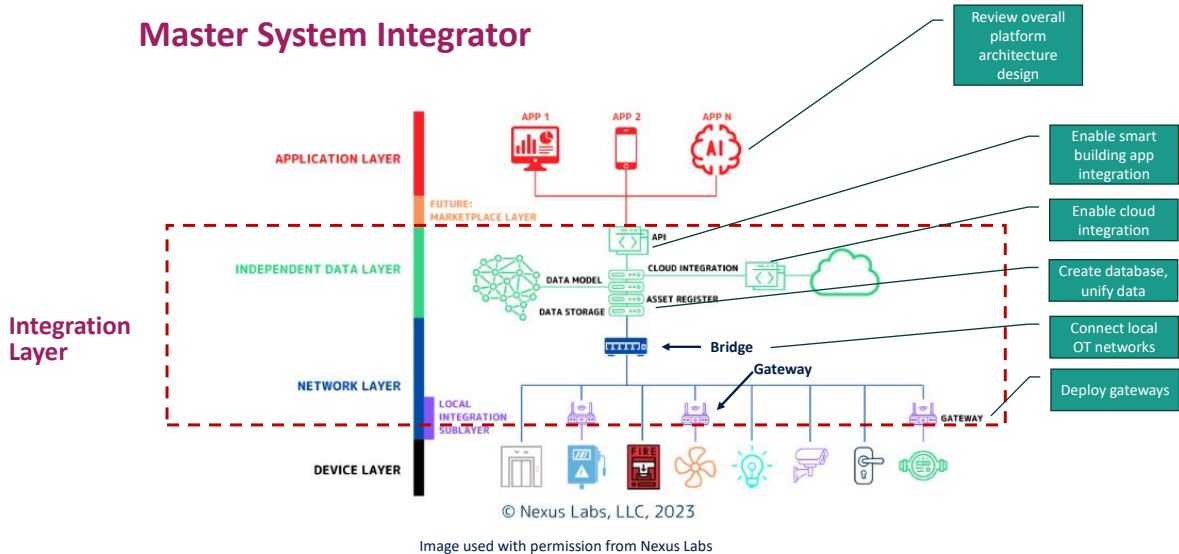 Master System Integrator
Review overall
platform
architecture
design
APP 1
APP 2
APP N
AI
APPLICATION LAYER
Enable smart
building app
integration
FUTURE:
MARKETPLACE LAYER
Enable cloud
integration
API
INDEPENDENT DATA LAYER
CLOUD INTEGRATION
DATA MODEL
ASSET REGISTER
DATA STORAGE
Create database,
unify data
Integration
Layer
Bridge
Connect local
OT networks
Gateway
NETWORK LAYER
Deploy gateways
LOCAL
INTEGRATION
SUBLAYER
GATEWAY
DEVICE LAYER
FIRE
© Nexus Labs, LLC, 2023
Image used with permission from Nexus Labs